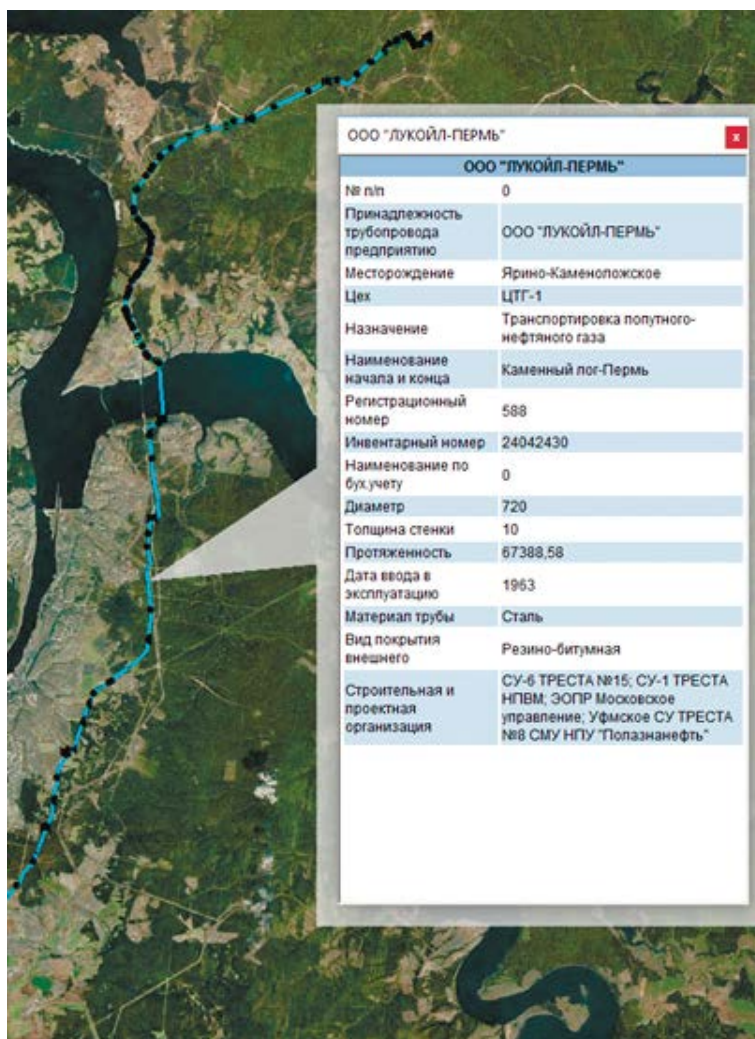 ООО "ЛУКОЙЛ-ПЕРМЬ"
x
ООО "ЛУКОЙЛ-ПЕРМЬ"
№ п/п 0
Принадлежность
трубопровода ООО "ЛУКОЙЛ-ПЕРМЬ"
предприятию
Месторождение Ярино-Каменоложское
Цех ЦТГ-1
Назначение Транспортировка попутного-
нефтяного газа
Наименование
начала и конца Каменный лог-Пермь
Регистрационный
номер 588
Инвентарный номер 24042430
Наименование по
бух.учету 0
Диаметр 720
Толщина стенки 10
Протяженность 67388,58
Дата ввода в
эксплуатацию 1963
Материал трубы Сталь
Вид покрытия
внешнего Резино-битумная
Строительная и
проектная
организация
СУ-6 ТРЕСТА №15; СУ-1 ТРЕСТА
НПВМ; ЭОПР Московское
управление; Уфмское СУ ТРЕСТА
№8 СМУ НПУ "Полазнанефть"